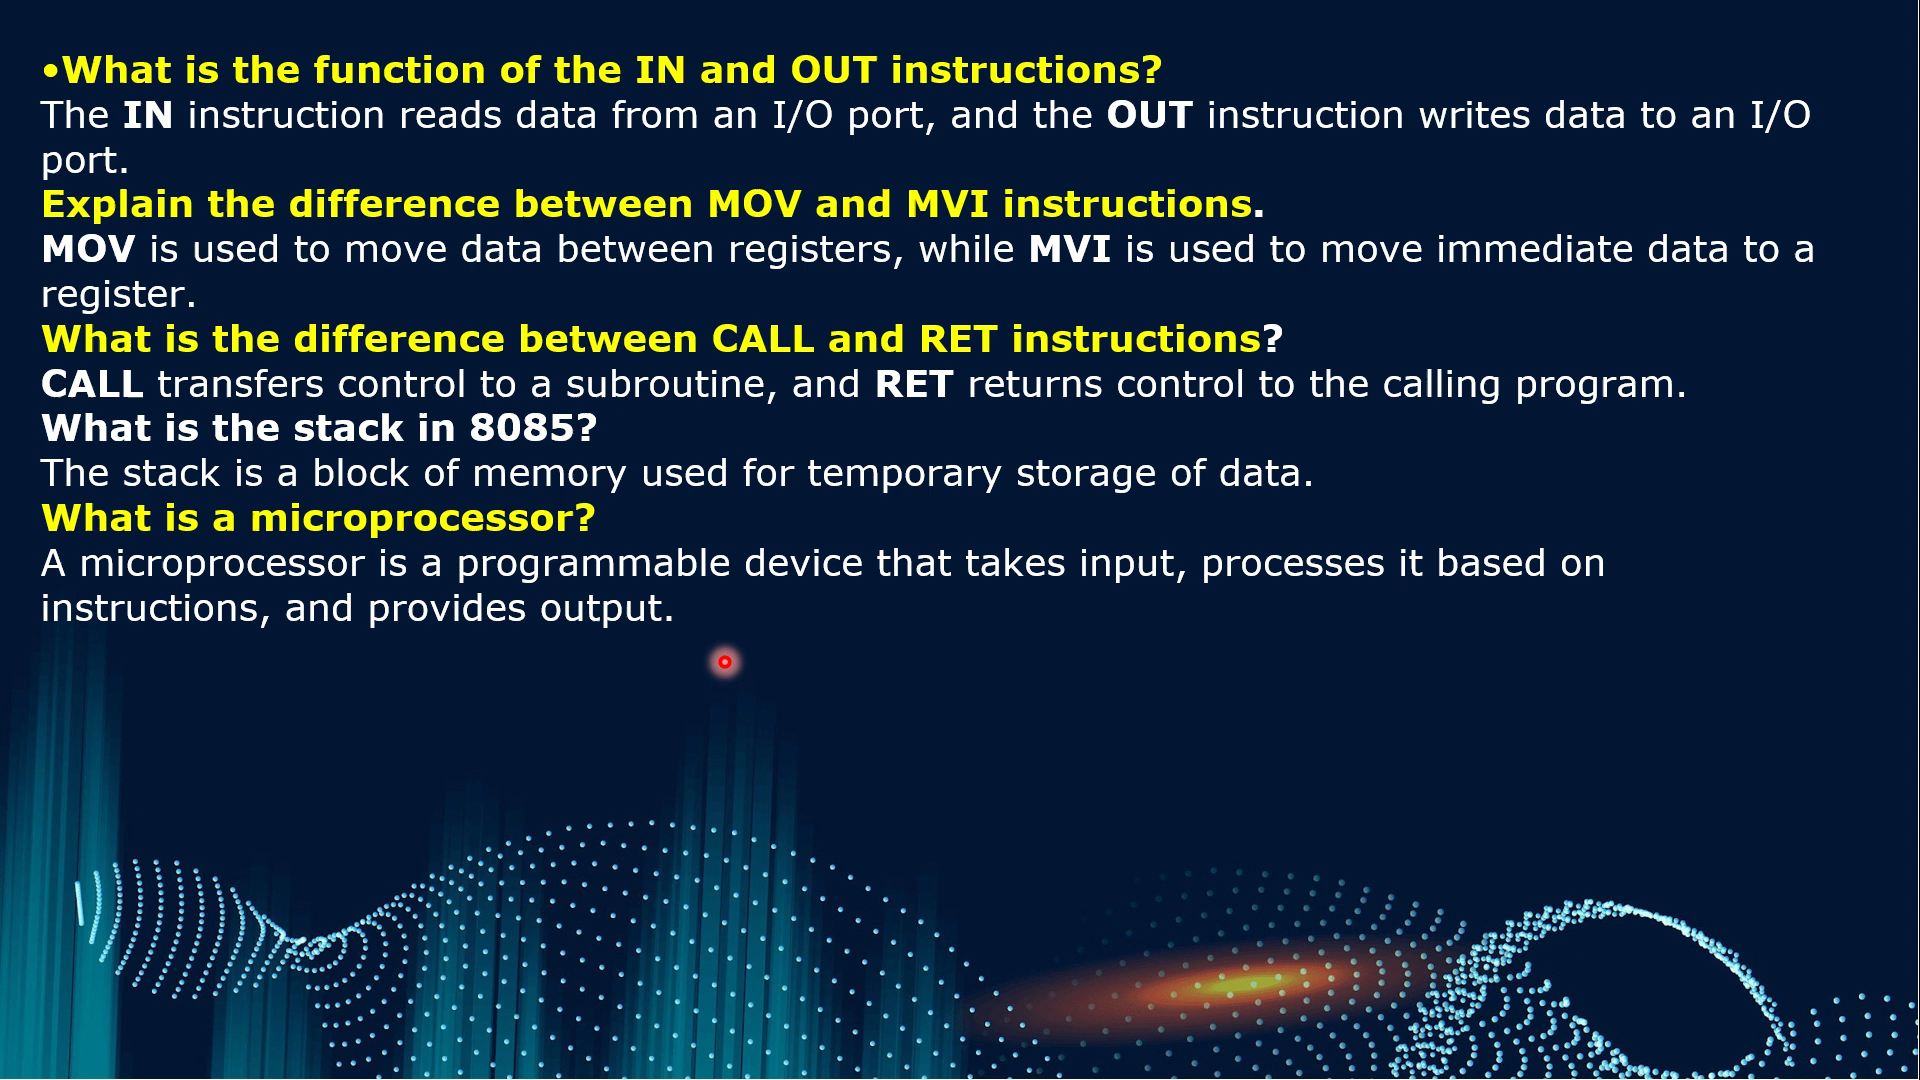 •What is the function of the IN and OUT instructions?
The IN instruction reads data from an I/O port, and the OUT instruction writes data to an I/O
port.
Explain the difference between MOV and MVI instructions.
MOV is used to move data between registers, while MVI is used to move immediate data to a
register.
What is the difference between CALL and RET instructions?
CALL transfers control to a subroutine, and RET returns control to the calling program.
What is the stack in 8085?
The stack is a block of memory used for temporary storage of data.
What is a microprocessor?
A microprocessor is a programmable device that takes input, processes it based on
instructions, and provides output.